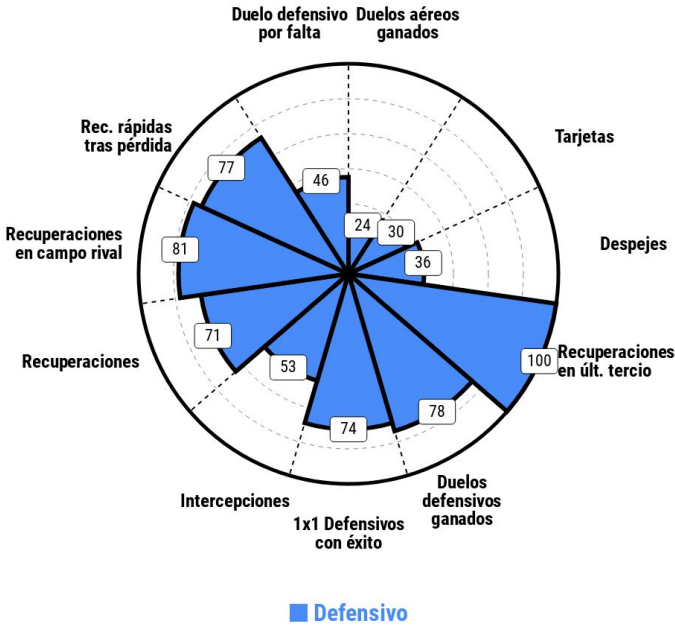 Duelo defensivo
por falta
Duelos aéreos
ganados
Tarjetas
Despejes
Recuperaciones
en últ. tercio
Duelos
defensivos
ganados
1x1 Defensivos
con éxito
Intercepciones
Recuperaciones
Recuperaciones
en campo rival
Rec. rápidas
tras pérdida
24
30
36
100
78
74
53
71
81
77
46
Defensivo